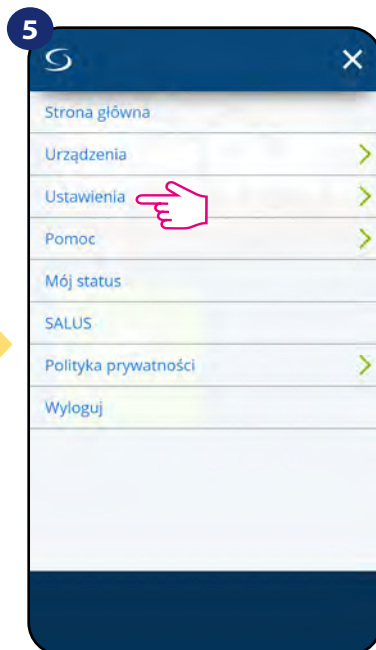 5
Strona główna
Urządzenia
Ustawienia
Pomoc
Mój status
SALUS
Polityka prywatności
Wyloguj